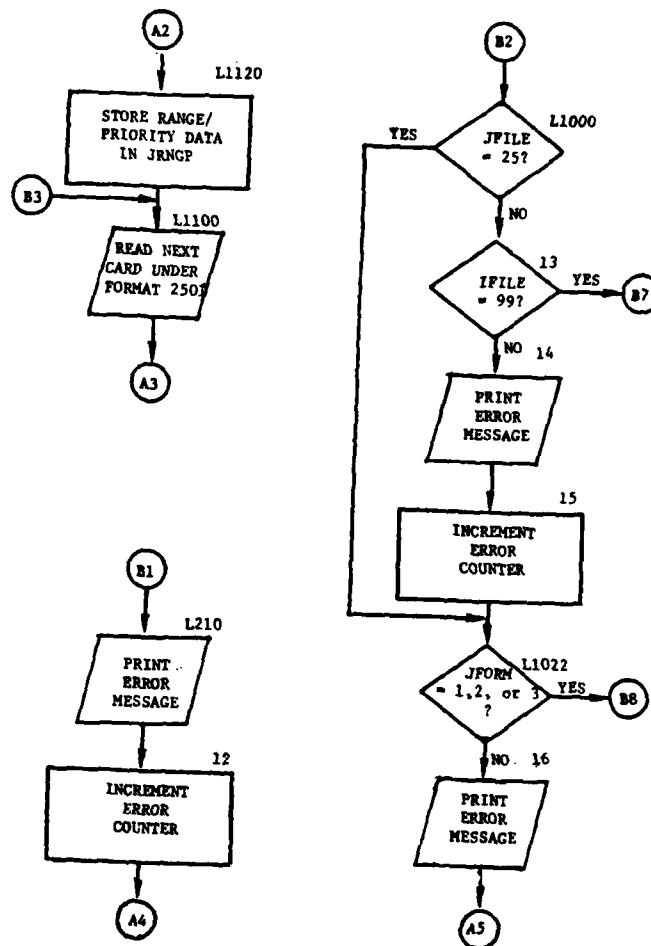 A2
L1120
STORE RANGE/
PRIORITY DATA
IN JRNGP
B3
L1100
READ NEXT
CARD UNDER
FORMAT 2501
A3
B1
L210
PRINT
ERROR
MESSAGE
12
INCREMENT
ERROR
COUNTER
A4
B2
L1000
YES
JFILE
= 25?
NO
13
IFILE
= 99?
YES
B7
NO
14
PRINT
ERROR
MESSAGE
15
INCREMENT
ERROR
COUNTER
L1022
JFORM
= 1,2, or 3
?
YES
B8
NO
16
PRINT
ERROR
MESSAGE
A5